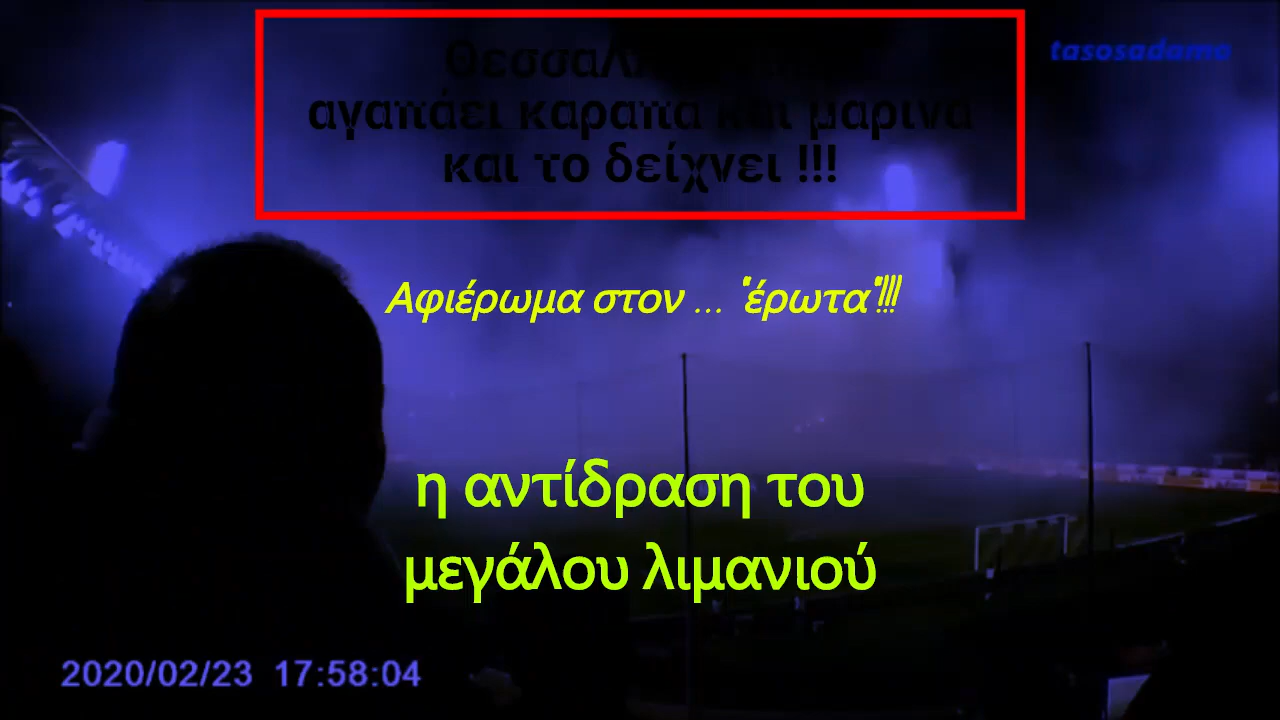 tasosadamo
αγαπάει καραπα και μαρινα
και το δείχνει !!!
Αφιέρωμα στον ... "έρωτα"!!!
η αντίδραση του
μεγάλου λιμανιού
2020/02/23 17:58:04